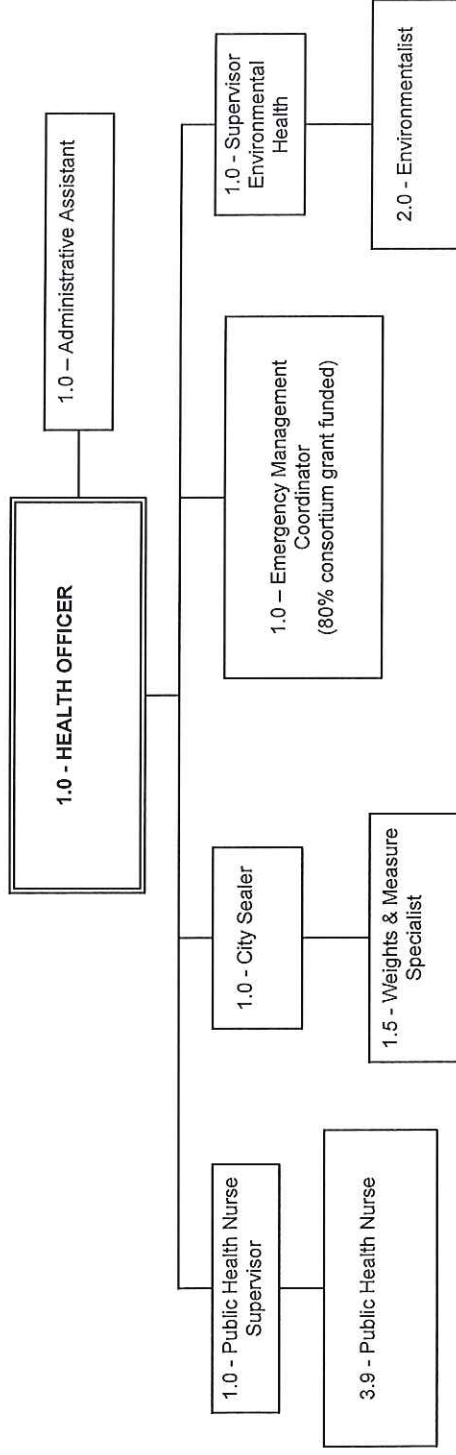 1.0 - HEALTH OFFICER
1.0 – Administrative Assistant
1.0 - Public Health Nurse
Supervisor
3.9 - Public Health Nurse
1.0 - City Sealer
1.5 - Weights & Measure
Specialist
1.0 – Emergency Management
Coordinator
(80% consortium grant funded)
1.0 - Supervisor
Environmental
Health
2.0 - Environmentalist